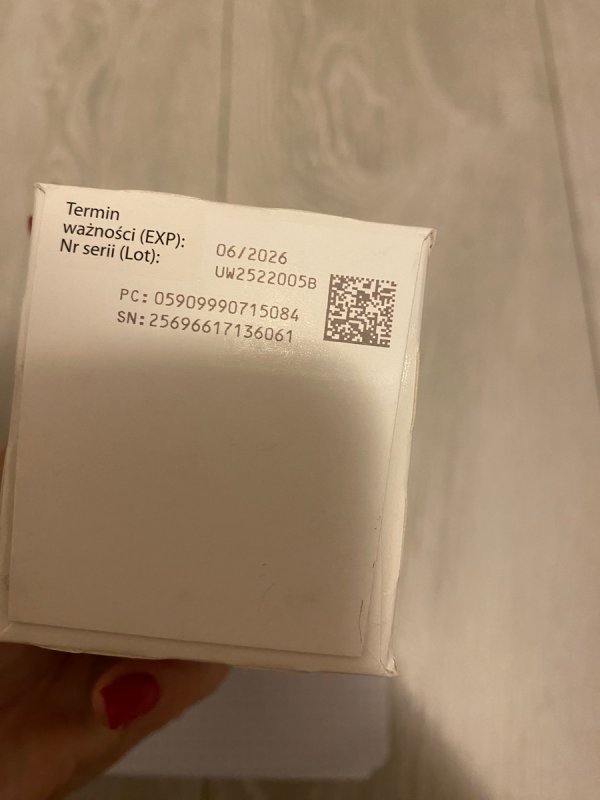 Termin
ważności (EXP):
Nr serii (Lot):
06/2026
UW2522005B
PC: 05909990715084
SN: 25696617136061